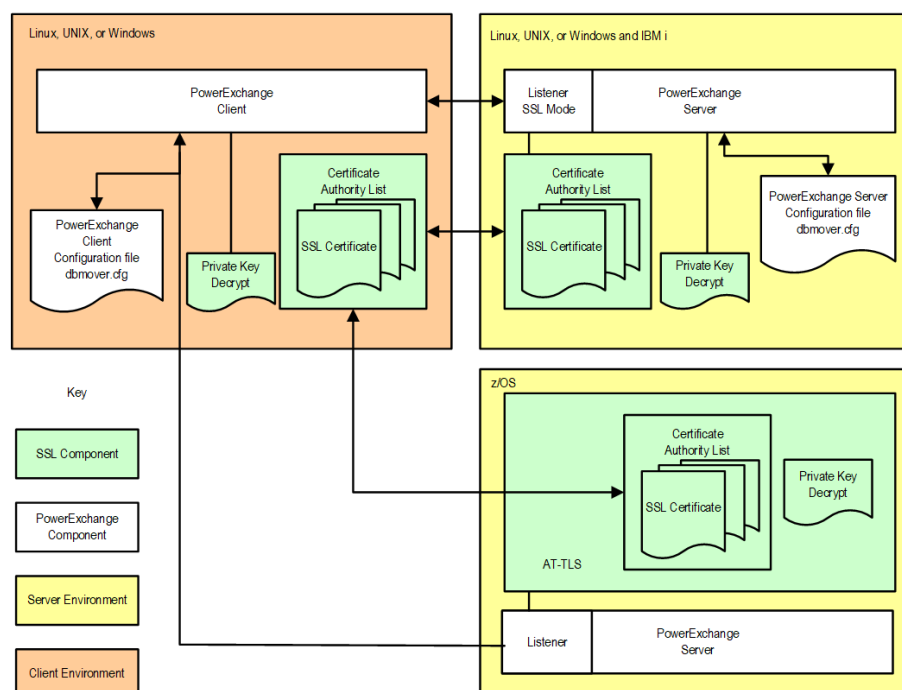 Linux, UNIX, or Windows
PowerExchange
Client
PowerExchange
Client
Configuration file
dbmover.cfg
Private Key
Decrypt
Certificate
Authority List
SSL Certificate
Linux, UNIX, or Windows and IBM i
Listener
SSL Mode
PowerExchange
Server
Certificate
Authority List
SSL Certificate
Private Key
Decrypt
PowerExchange Server
Configuration file
dbmover.cfg
Key
SSL Component
PowerExchange
Component
Server Environment
Client Environment
z/OS
Certificate
Authority List
SSL Certificate
Private Key
Decrypt
AT-TLS
Listener
PowerExchange
Server